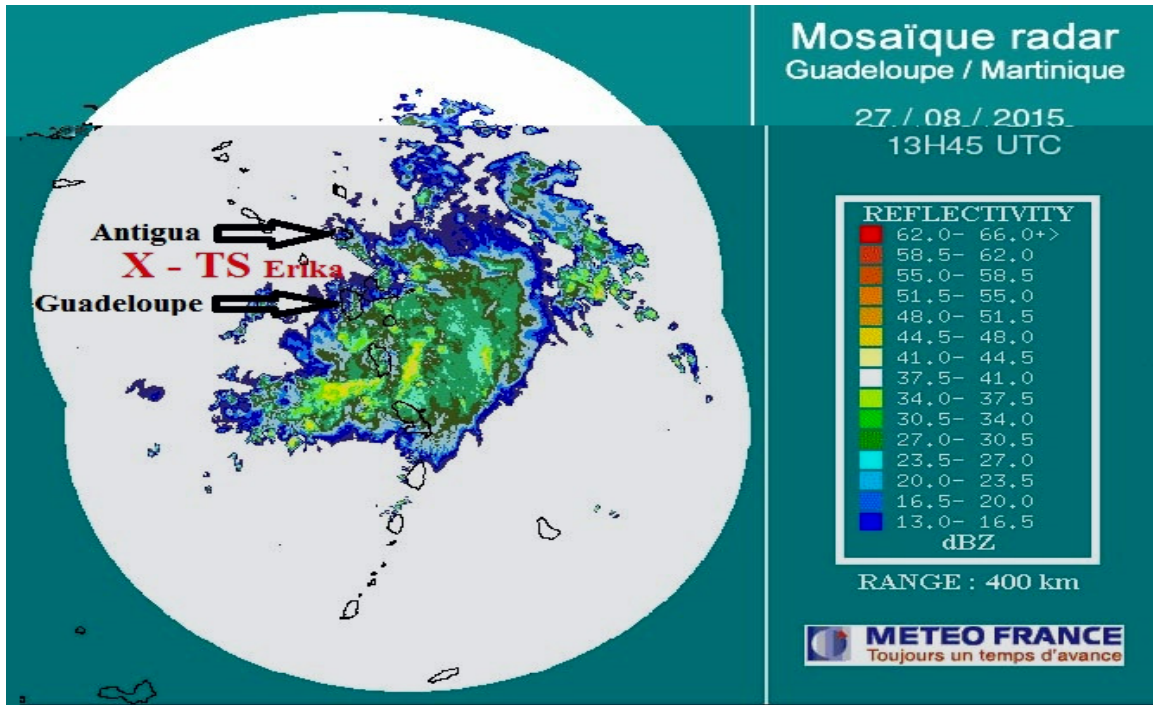 Mosaïque radar
Guadeloupe / Martinique
27 / 08 / 2015
13H45 UTC
Antigua
X - TS Erika
Guadeloupe
REFLECTIVITY
62.0- 66.0+>
58.5- 62.0
55.0- 58.5
51.5- 55.0
48.0- 51.5
44.5- 48.0
41.0- 44.5
37.5- 41.0
34.0- 37.5
30.5- 34.0
27.0- 30.5
23.5- 27.0
20.0- 23.5
16.5- 20.0
13.0- 16.5
dBZ
RANGE : 400 km
METEO FRANCE
Toujours un temps d'avance